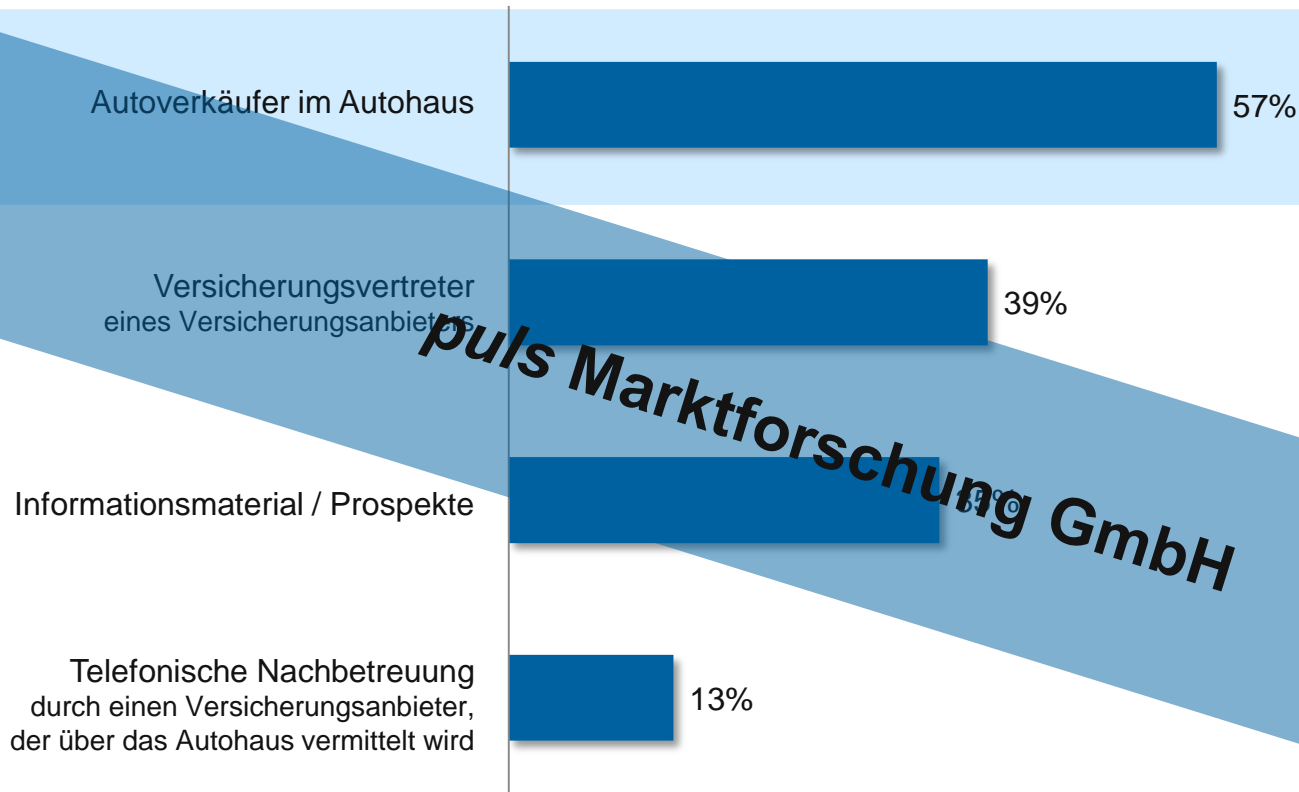 Autoverkäufer im Autohaus
57%
Versicherungsvertreter
eines Versicherungsanbieters
39%
puls Marktforschung GmbH
Informationsmaterial / Prospekte
35%
Telefonische Nachbetreuung
durch einen Versicherungsanbieter,
der über das Autohaus vermittelt wird
13%